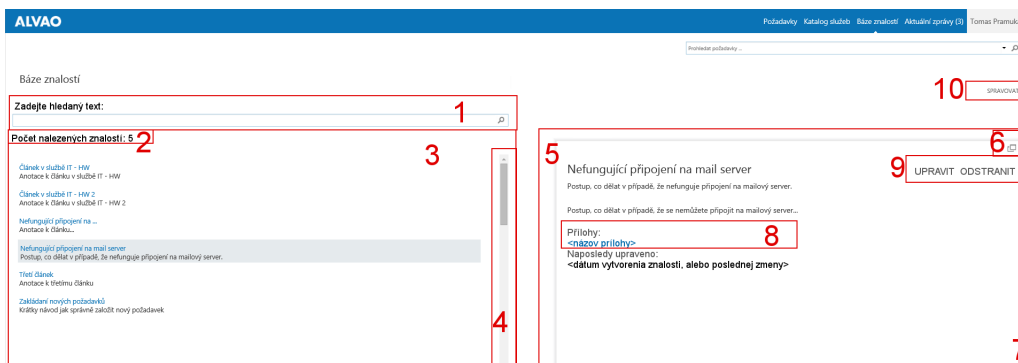 ALVAO
Požadavky Katalog služeb Báze znalostí Aktuální zprávy (3) Tomas Pramuk
Prohledat požadavky ...
Báze znalostí
10
SPRAVOVAT
Zadejte hledaný text:
1
Počet nalezených znalostí: 5
2
3
Článek v službě IT - HW
Anotace k článku v službě IT - HW
Článek v službě IT - HW 2
Anotace k článku v službě IT - HW 2
Nefungující připojení na ...
Anotace k článku...
Nefungující připojení na mail server
Postup, co dělat v případě, že nefunguje připojení na mailový server.
Třetí článek
Anotace k třetímu článku
Zakládaní nových požadavků
Krátky návod jak správně založit nový požadavek
4
5
6
Nefungující připojení na mail server
9
UPRAVIT ODSTRANIT
Postup, co dělat v případě, že nefunguje připojení na mailový server.
Postup, co dělat v případě, že se nemůžete připojit na mailový server...
Přílohy:
<názov prílohy>
8
Naposledy upraveno:
<dátum vytvorenia znalosti, alebo poslednej zmeny>
7